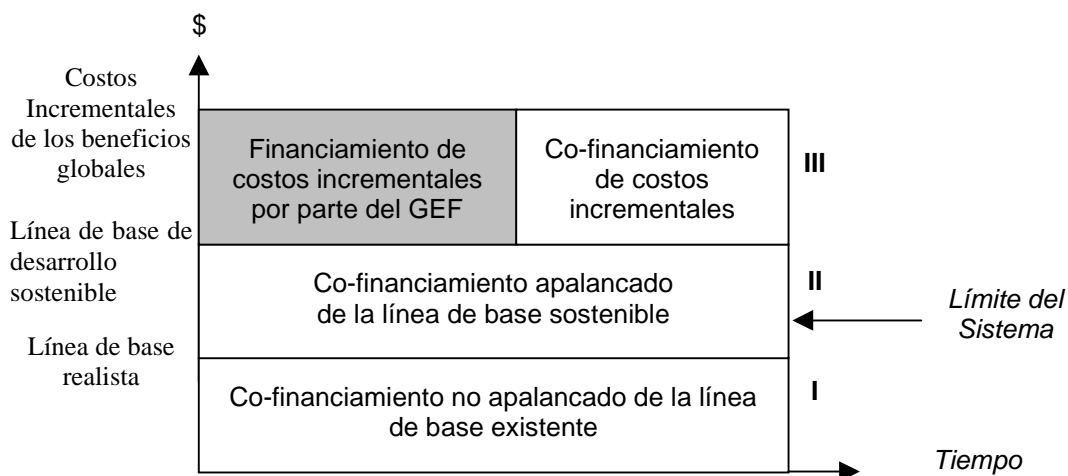 $
Costos
Incrementales
de los beneficios
globales
Financiamiento de
costos incrementales
por parte del GEF
Co-financiamiento
de costos
incrementales
III
Línea de base de
desarrollo
sostenible
Co-financiamiento apalancado
de la línea de base sostenible
II
Límite del
Sistema
Línea de base
realista
Co-financiamiento no apalancado de la línea
de base existente
I
Tiempo